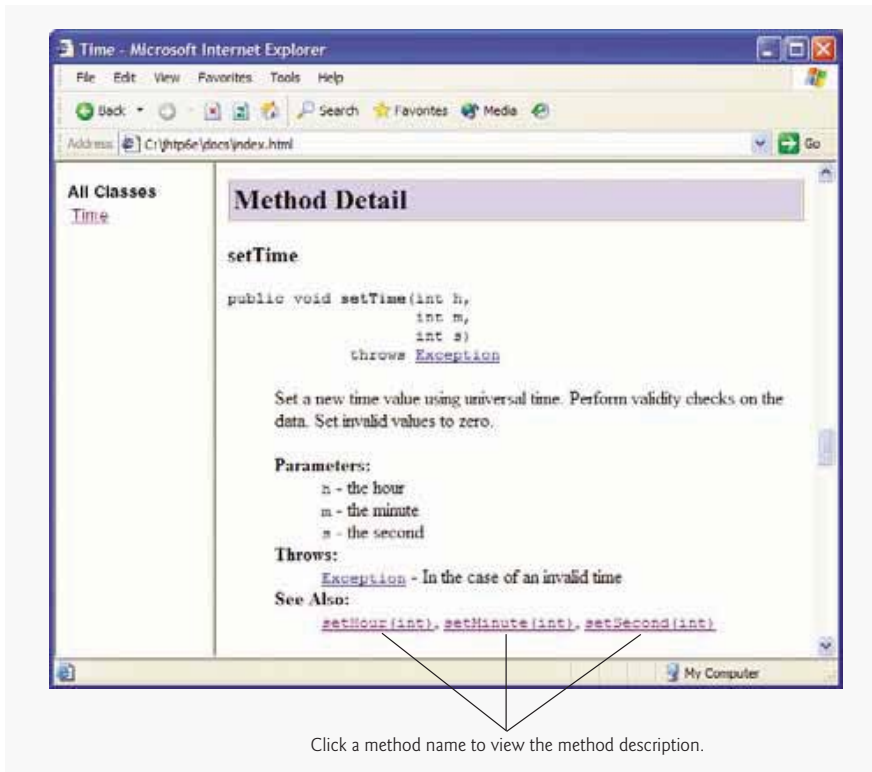 Time - Microsoft Internet Explorer
File Edit View Favorites Tools Help
Back Search Favorites Media
Address C:\jhtp6e\docs\index.html Go
All Classes
Time
Method Detail
setTime
public void setTime(int h,
int m,
int s)
throws Exception
Set a new time value using universal time. Perform validity checks on the
data. Set invalid values to zero.
Parameters:
h - the hour
m - the minute
s - the second
Throws:
Exception - In the case of an invalid time
See Also:
setHour(int), setMinute(int), setSecond(int)
My Computer
Click a method name to view the method description.